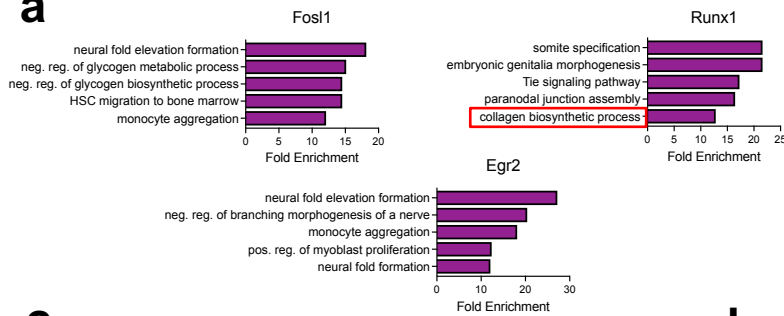 a
Fosl1
neural fold elevation formation
neg. reg. of glycogen metabolic process
neg. reg. of glycogen biosynthetic process
HSC migration to bone marrow
monocyte aggregation
0 5 10 15 20
Fold Enrichment
Runx1
somite specification
embryonic genitalia morphogenesis
Tie signaling pathway
paranodal junction assembly
collagen biosynthetic process
0 5 10 15 20 25
Fold Enrichment
Egr2
neural fold elevation formation
neg. reg. of branching morphogenesis of a nerve
monocyte aggregation
pos. reg. of myoblast proliferation
neural fold formation
0 10 20 30
Fold Enrichment